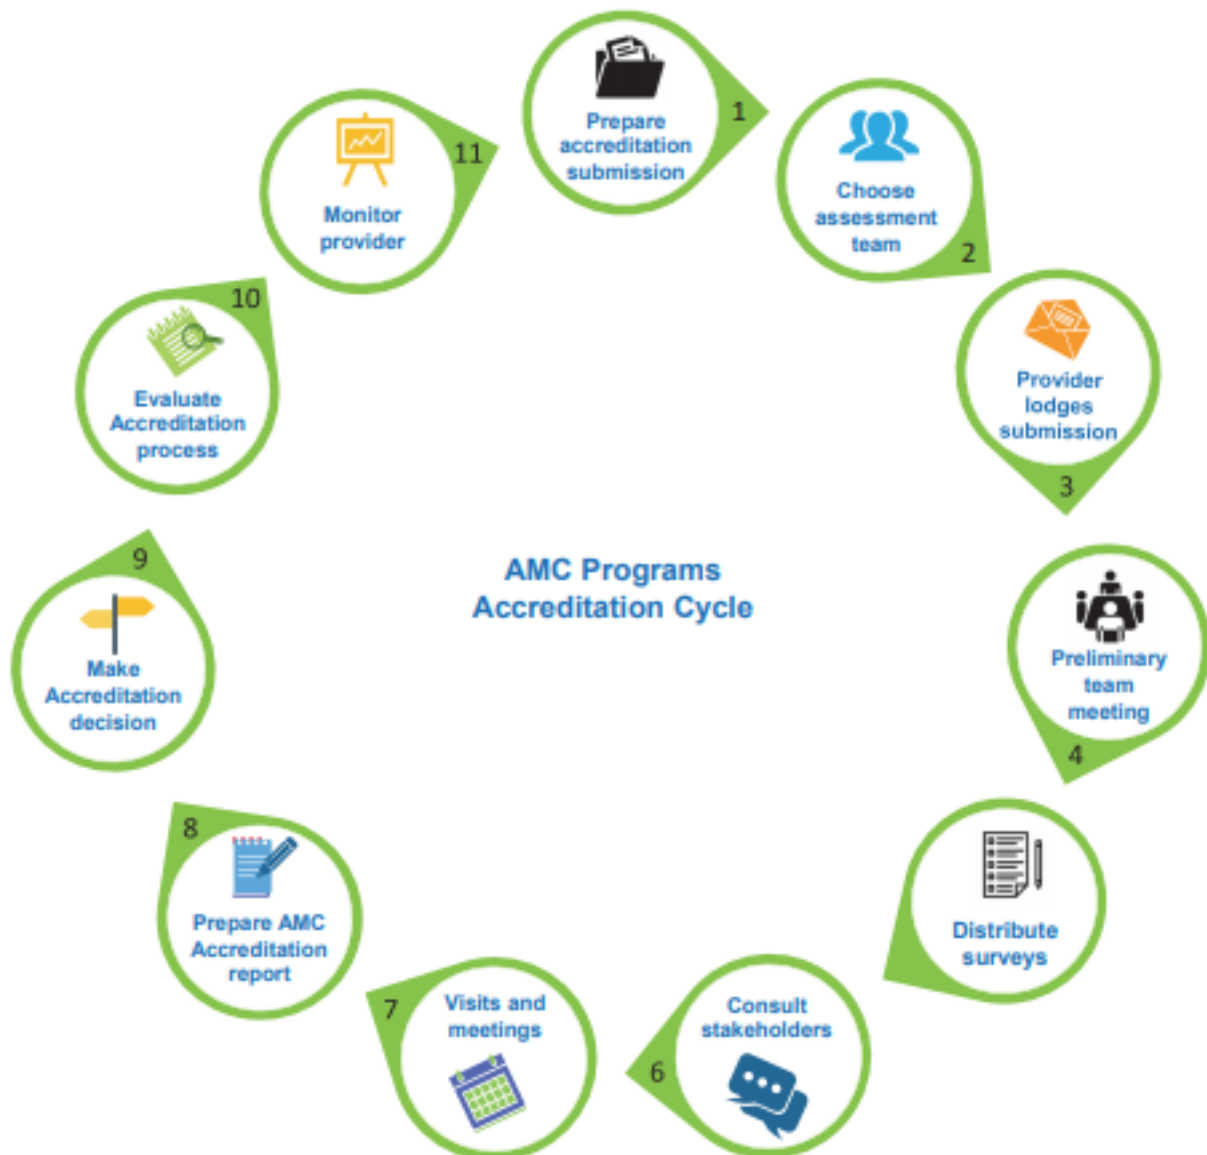 Prepare
accreditation
submission
1
Choose
assessment
team
2
Provider
lodges
submission
3
Preliminary
team
meeting
4
Distribute
surveys
Consult
stakeholders
6
Visits and
meetings
7
Prepare AMC
Accreditation
report
8
Make
Accreditation
decision
9
Evaluate
Accreditation
process
10
Monitor
provider
11
AMC Programs
Accreditation Cycle